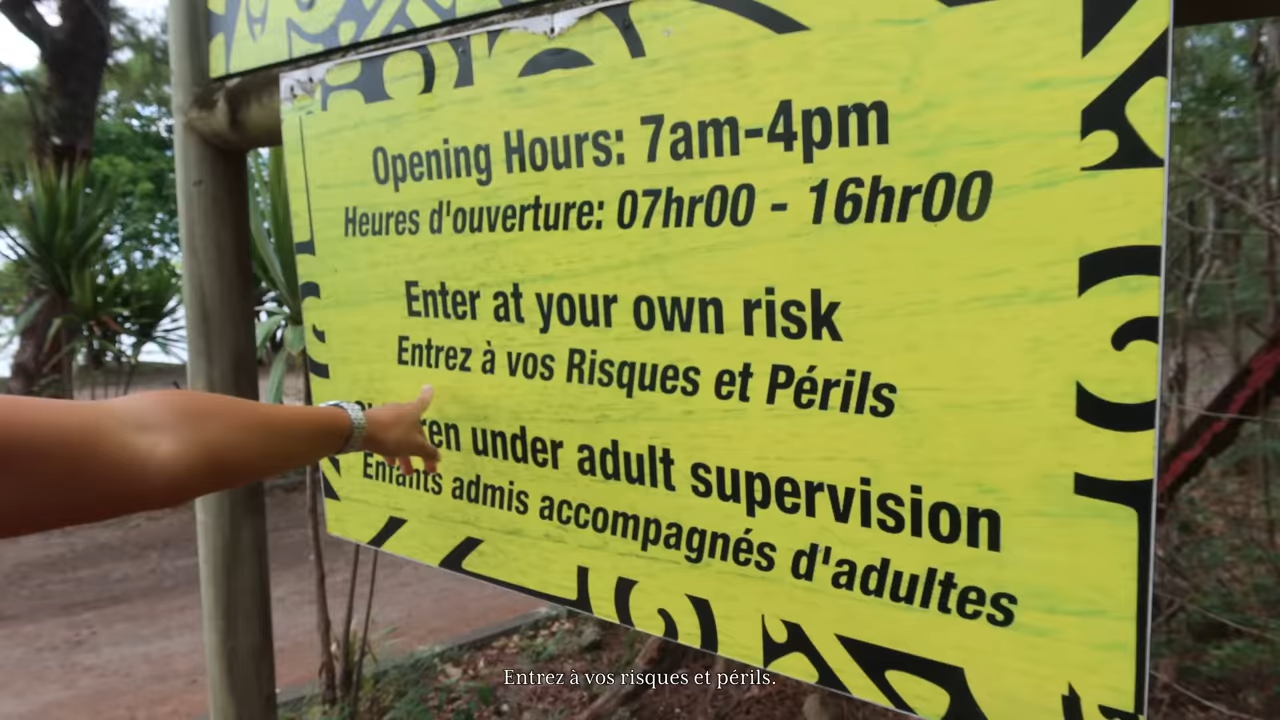 Opening Hours: 7am-4pm
Heures d'ouverture: 07hr00 - 16hr00
Enter at your own risk
Entrez à vos Risques et Périls
under adult supervision
Enfants admis accompagnés d'adultes
Entrez à vos risques et périls.